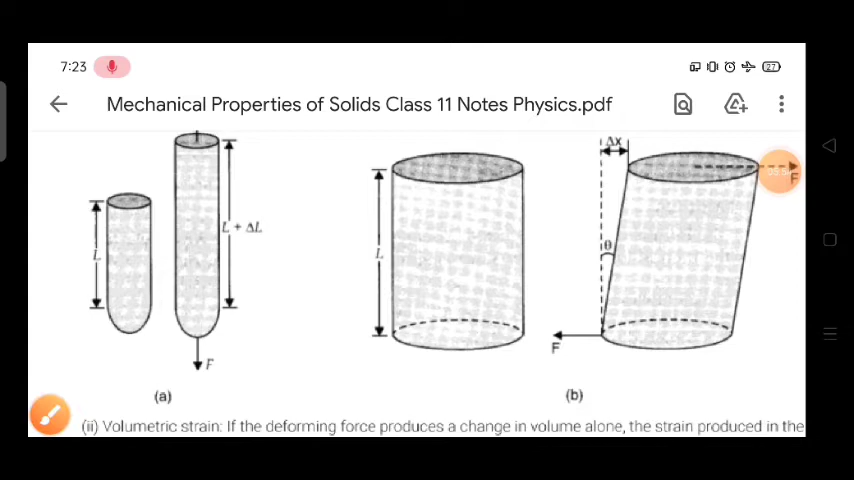 7:23
27
Mechanical Properties of Solids Class 11 Notes Physics.pdf
L
L + ΔL
F
(a)
L
Δx
θ
F
F
(b)
(ii) Volumetric strain: If the deforming force produces a change in volume alone, the strain produced in the